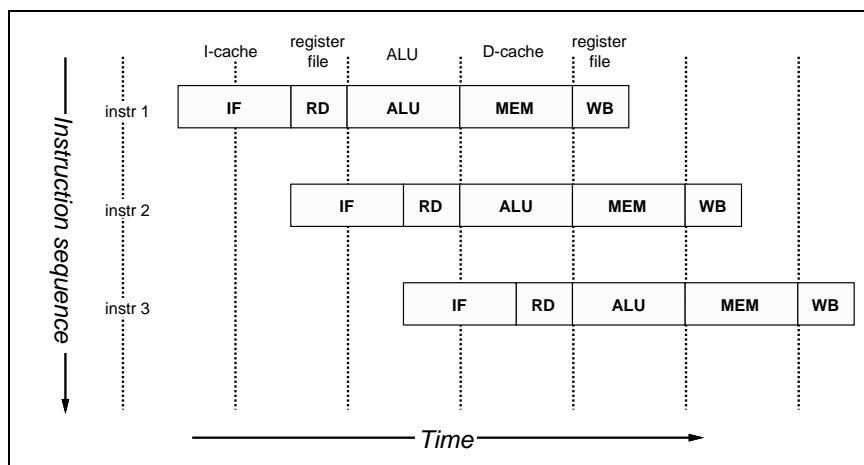 I-cache
register file
ALU
D-cache
register file
instr 1
IF
RD
ALU
MEM
WB
instr 2
IF
RD
ALU
MEM
WB
instr 3
IF
RD
ALU
MEM
WB
Instruction sequence
Time